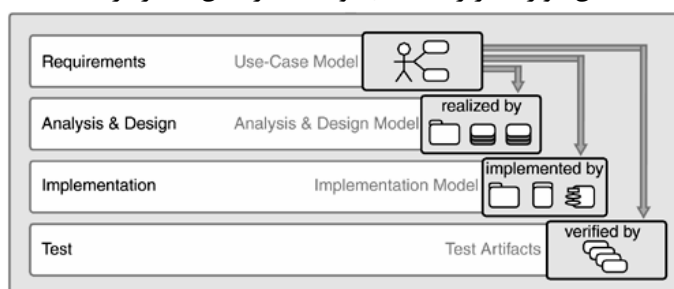 Requirements Use-Case Model
realized by
Analysis & Design Analysis & Design Model
implemented by
Implementation Implementation Model
verified by
Test Test Artifacts